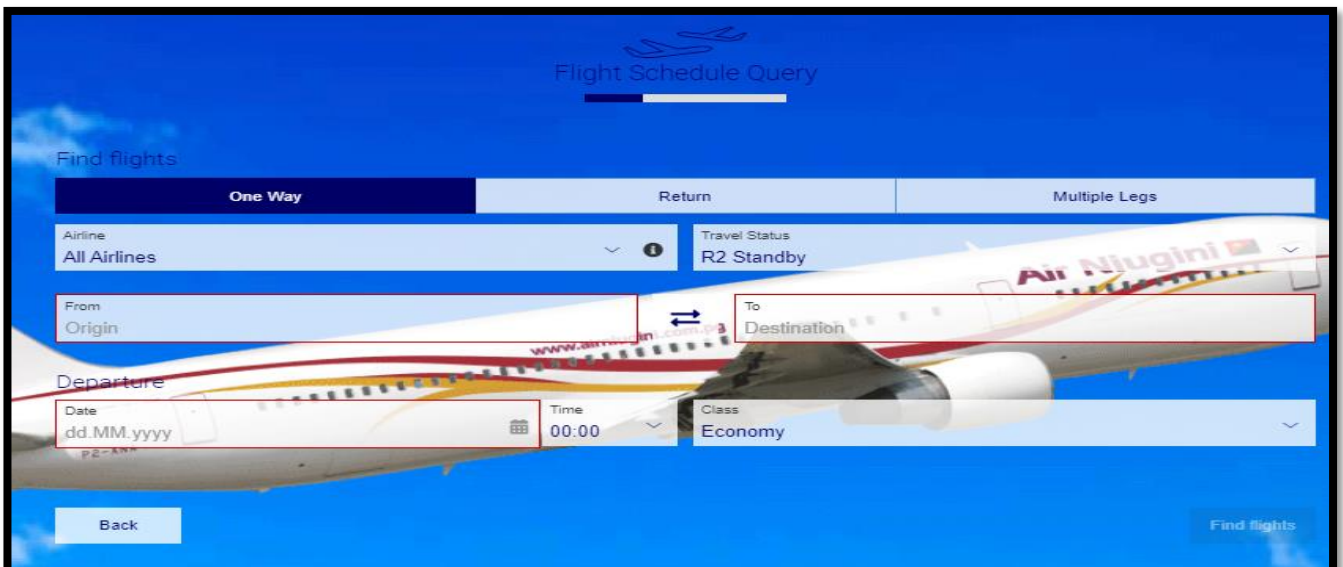 Flight Schedule Query
Find flights
One Way Return Multiple Legs
Airline
All Airlines
Travel Status
R2 Standby
Air Niugini
From
Origin
To
Destination
www.airniugini.com.pg
Departure
Date
dd.MM.yyyy
Time
00:00
Class
Economy
Back
Find flights